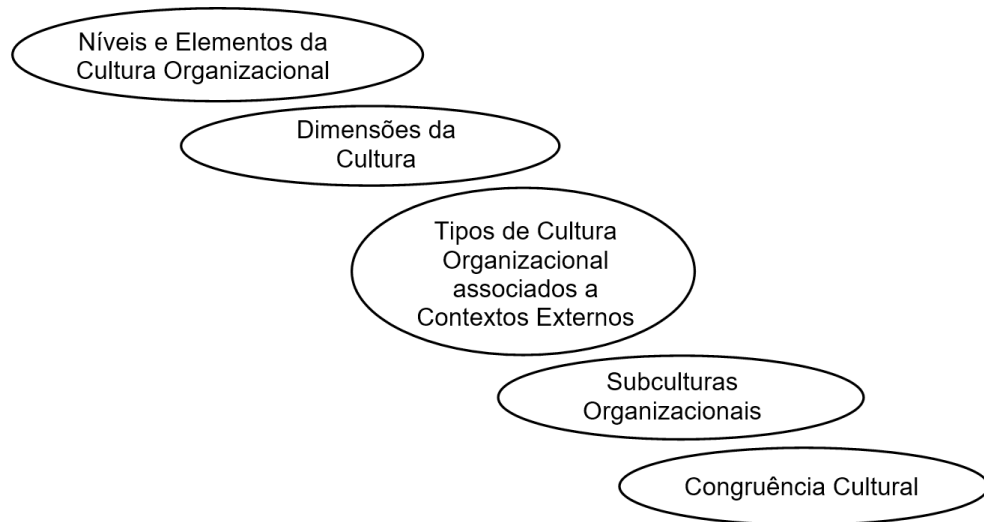 Níveis e Elementos da
Cultura Organizacional
Dimensões da
Cultura
Tipos de Cultura
Organizacional
associados a
Contextos Externos
Subculturas
Organizacionais
Congruência Cultural